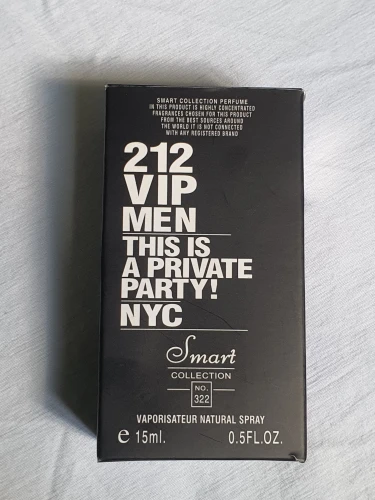 SMART COLLECTION PERFUME
IN THIS PRODUCT IS HIGHLY CONCENTRATED
FRAGRANCES CHOSEN FOR THIS PRODUCT
FROM THE BEST SOURCES AROUND
THE WORLD IT IS NOT CONNECTED
WITH ANY REGISTERED BRAND
212
VIP
MEN
THIS IS
A PRIVATE
PARTY!
NYC
Smart
COLLECTION
NO.
322
VAPORISATEUR NATURAL SPRAY
e 15ml. 0.5FL.OZ.